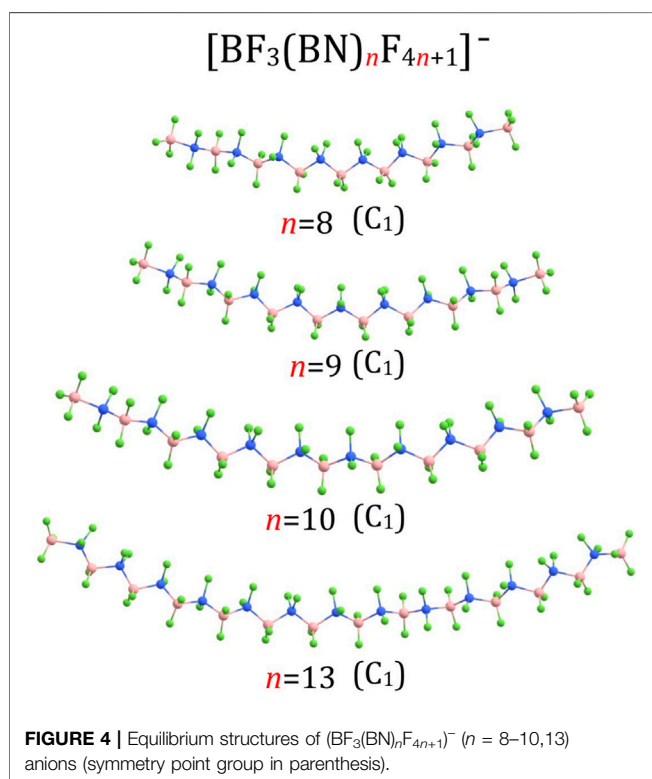 [BF₃(BN)ₙF₄ₙ₊₁]⁻
n=8 (C₁)
n=9 (C₁)
n=10 (C₁)
n=13 (C₁)
FIGURE 4 | Equilibrium structures of (BF₃(BN)ₙF₄ₙ₊₁)⁻ (n = 8–10,13)
anions (symmetry point group in parenthesis).